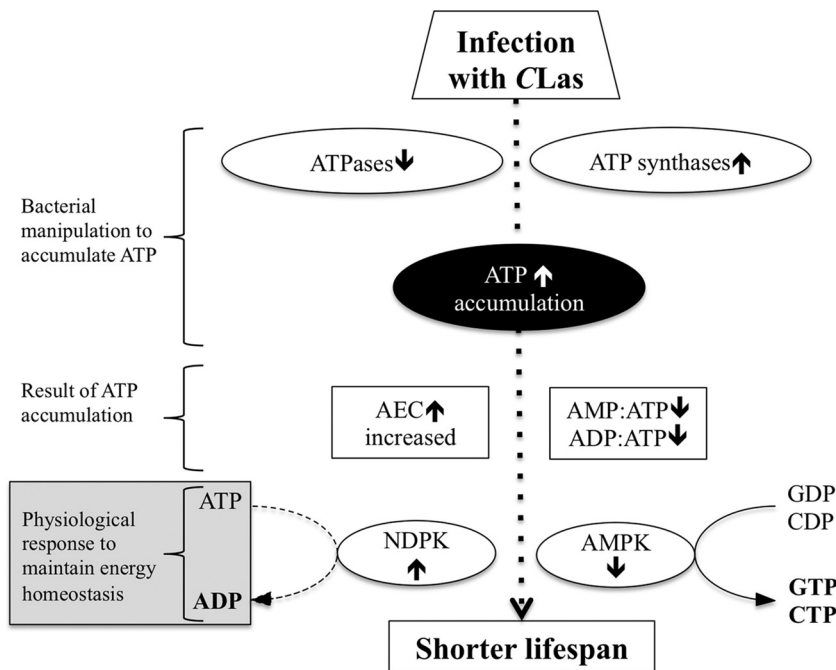 Infection
with CLas
ATPases
ATP synthases
Bacterial
manipulation to
accumulate ATP
ATP
accumulation
Result of ATP
accumulation
AEC
increased
AMP:ATP
ADP:ATP
Physiological
response to
maintain energy
homeostasis
ATP
ADP
NDPK
AMPK
GDP
CDP
GTP
CTP
Shorter lifespan